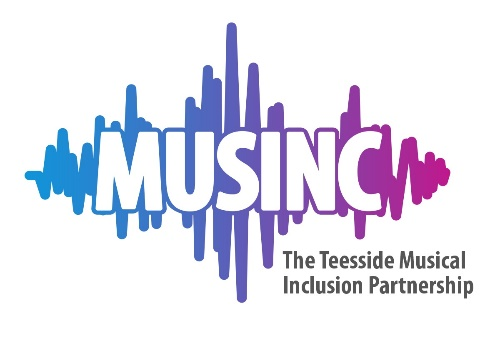 MUSINC
The Teesside Musical
Inclusion Partnership